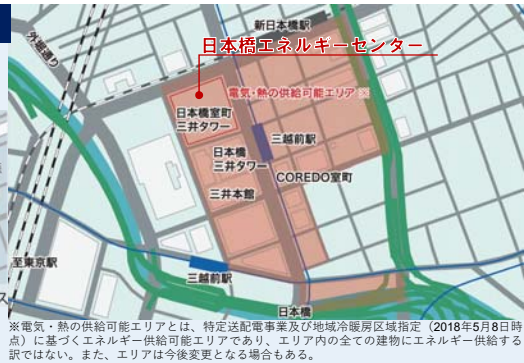 新日本橋駅
外堀通り
日本橋エネルギーセンター
電気・熱の供給可能エリア※
日本橋室町
三井タワー
三越前駅
日本橋
三井タワー
COREDO室町
三井本館
至東京駅
三越前駅
日本橋
※電気・熱の供給可能エリアとは、特定送配電事業及び地域冷暖房区域指定（2018年5月8日時
点）に基づくエネルギー供給可能エリアであり、エリア内の全ての建物にエネルギー供給する
訳ではない。また、エリアは今後変更となる場合もある。